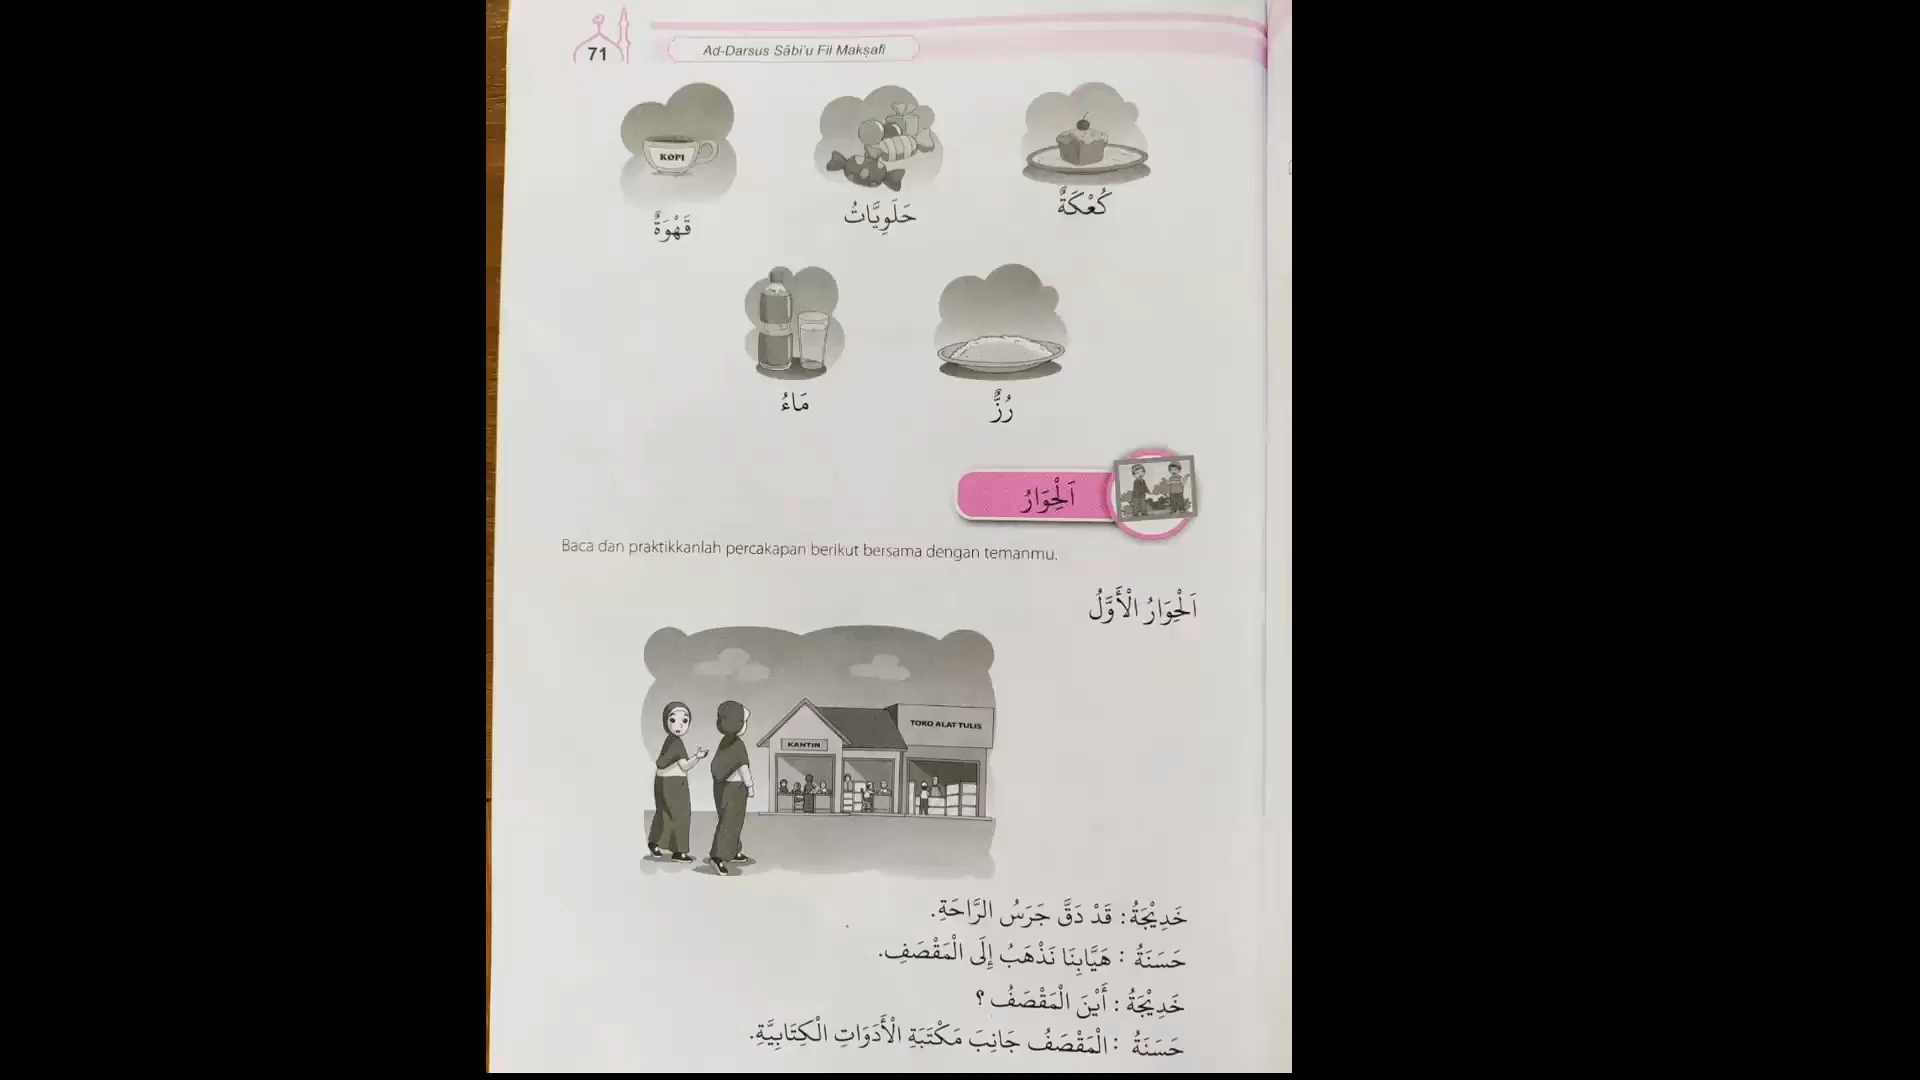 71
Ad-Darsus Sābi'u Fil Makṣafi
KOPI
كُعْكَةٌ
حَلَوِيَّاتُ
قَهْوَةٌ
رُزٌّ
مَاءُ
اَلْحِوَارُ
Baca dan praktikkanlah percakapan berikut bersama dengan temanmu.
اَلْحِوَارُ الْأَوَّلُ
TOKO ALAT TULIS
KANTIN
خَدِيْجَةُ : قَدْ دَقَّ جَرَسُ الرَّاحَةِ.
حَسَنَةُ : هَيَّابِنَا نَذْهَبُ إِلَى الْمَقْصَفِ.
خَدِيْجَةُ : أَيْنَ الْمَقْصَفُ ؟
حَسَنَةُ : الْمَقْصَفُ جَانِبَ مَكْتَبَةِ الْأَدَوَاتِ الْكِتَابِيَّةِ.